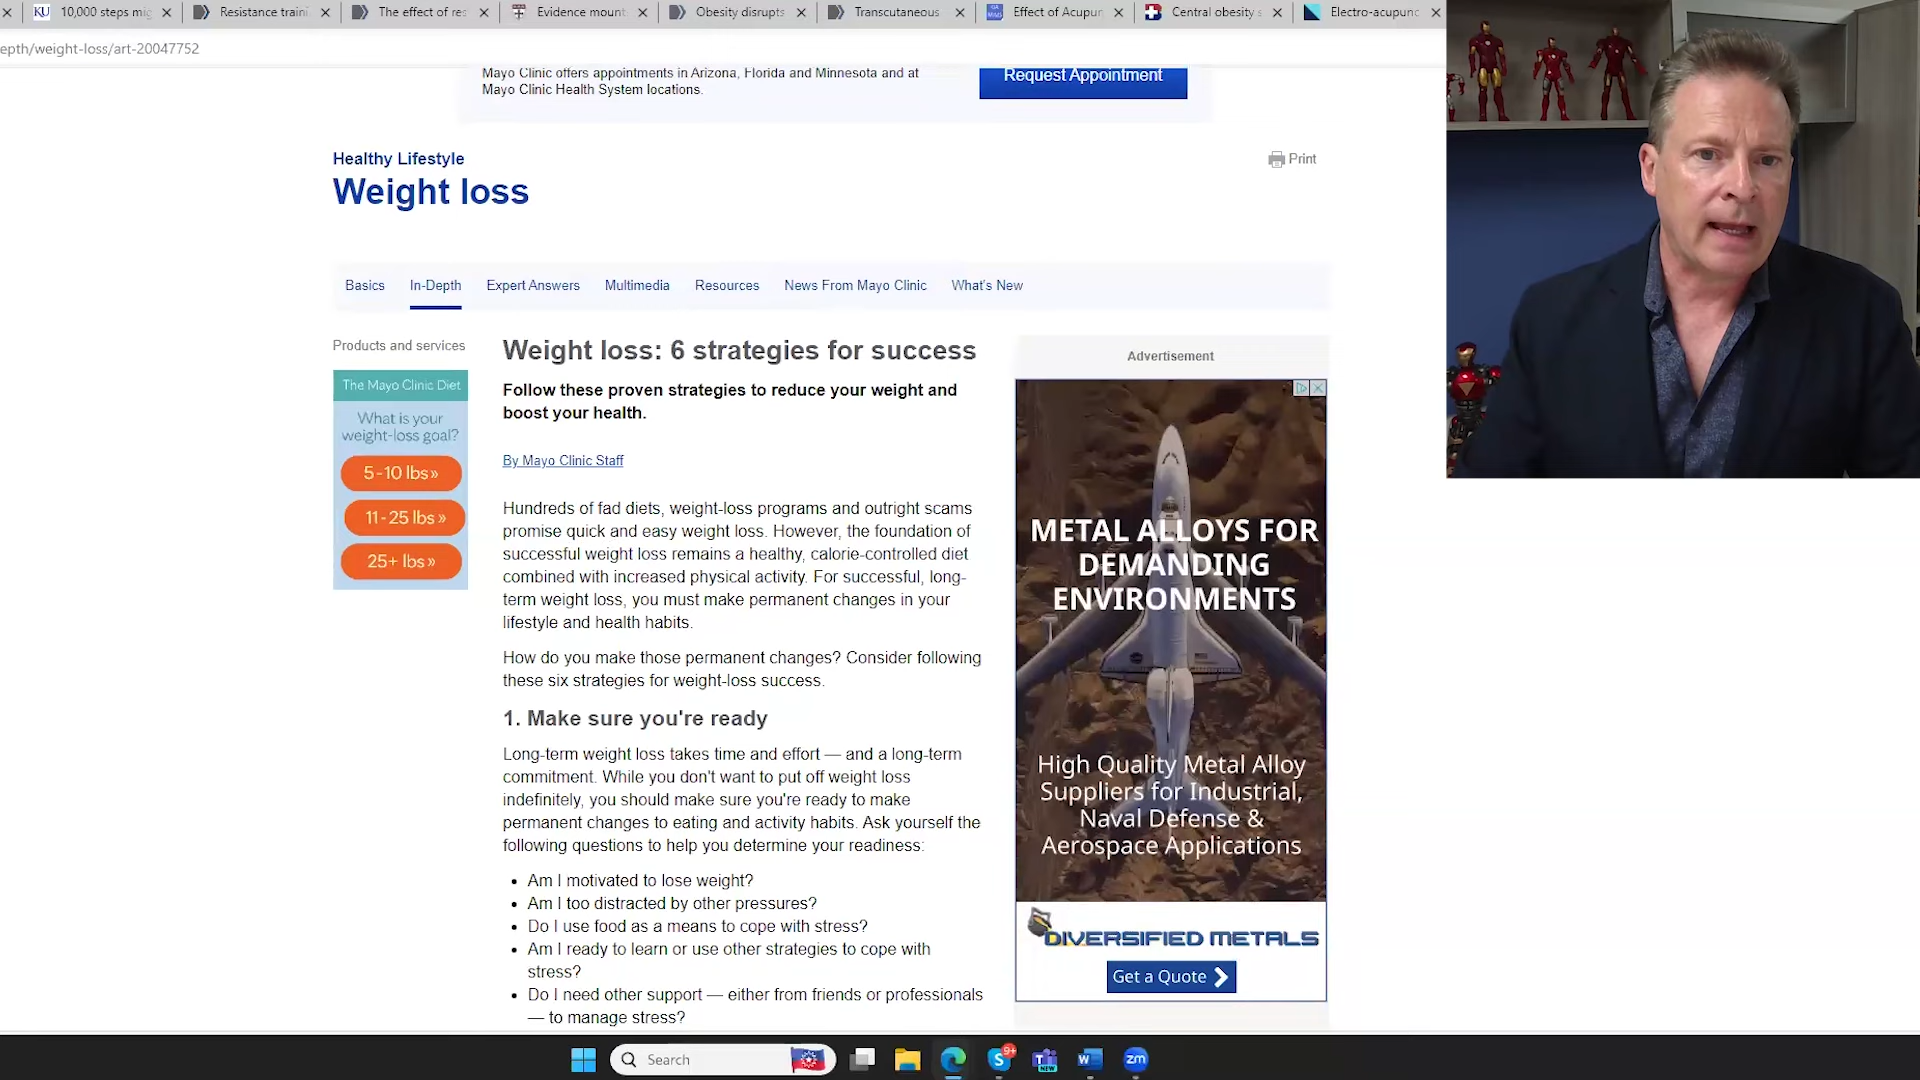 10,000 steps mig
Resistance traini
The effect of res
Evidence mount
Obesity disrupts
Transcutaneous
Effect of Acupun
Central obesity s
Electro-acupunc
epth/weight-loss/art-20047752
Mayo Clinic offers appointments in Arizona, Florida and Minnesota and at
Mayo Clinic Health System locations.
Request Appointment
Healthy Lifestyle
Print
Weight loss
Basics In-Depth Expert Answers Multimedia Resources News From Mayo Clinic What's New
Products and services
The Mayo Clinic Diet
What is your
weight-loss goal?
5-10 lbs»
11-25 lbs»
25+ lbs»
Weight loss: 6 strategies for success
Follow these proven strategies to reduce your weight and
boost your health.
By Mayo Clinic Staff
Hundreds of fad diets, weight-loss programs and outright scams
promise quick and easy weight loss. However, the foundation of
successful weight loss remains a healthy, calorie-controlled diet
combined with increased physical activity. For successful, long-
term weight loss, you must make permanent changes in your
lifestyle and health habits.
How do you make those permanent changes? Consider following
these six strategies for weight-loss success.
1. Make sure you're ready
Long-term weight loss takes time and effort — and a long-term
commitment. While you don't want to put off weight loss
indefinitely, you should make sure you're ready to make
permanent changes to eating and activity habits. Ask yourself the
following questions to help you determine your readiness:
• Am I motivated to lose weight?
• Am I too distracted by other pressures?
• Do I use food as a means to cope with stress?
• Am I ready to learn or use other strategies to cope with
stress?
• Do I need other support — either from friends or professionals
— to manage stress?
Advertisement
METAL ALLOYS FOR
DEMANDING
ENVIRONMENTS
High Quality Metal Alloy
Suppliers for Industrial,
Naval Defense &
Aerospace Applications
DIVERSIFIED METALS
Get a Quote
Search
9+
NEW
zm